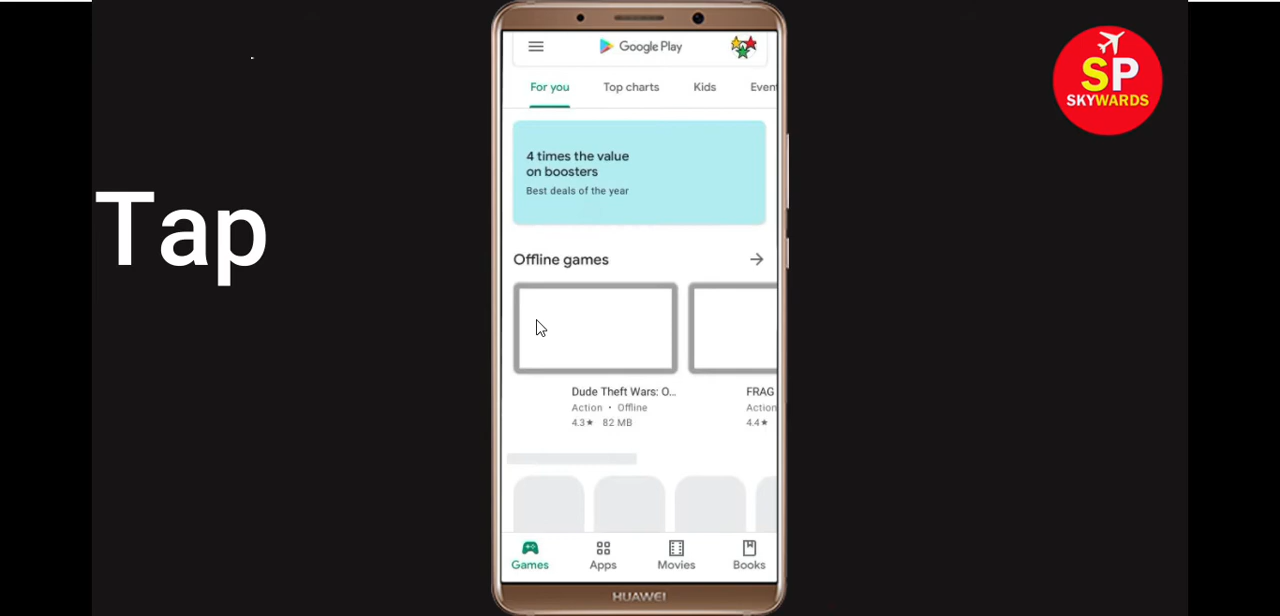 Google Play
SP
SKYWARDS
For you
Top charts
Kids
Even
4 times the value
on boosters
Best deals of the year
Tap
Offline games
Dude Theft Wars: O...
Action • Offline
4.3★ 82 MB
FRAG
Action
4.4★
Games
Apps
Movies
Books
HUAWEI